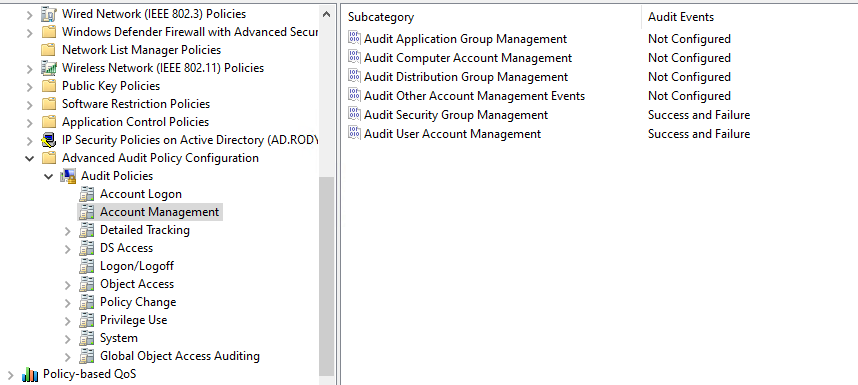 Wired Network (IEEE 802.3) Policies
Windows Defender Firewall with Advanced Secur
Network List Manager Policies
Wireless Network (IEEE 802.11) Policies
Public Key Policies
Software Restriction Policies
Application Control Policies
IP Security Policies on Active Directory (AD.RODY
Advanced Audit Policy Configuration
Audit Policies
Account Logon
Account Management
Detailed Tracking
DS Access
Logon/Logoff
Object Access
Policy Change
Privilege Use
System
Global Object Access Auditing
Policy-based QoS
Subcategory Audit Events
Audit Application Group Management Not Configured
Audit Computer Account Management Not Configured
Audit Distribution Group Management Not Configured
Audit Other Account Management Events Not Configured
Audit Security Group Management Success and Failure
Audit User Account Management Success and Failure